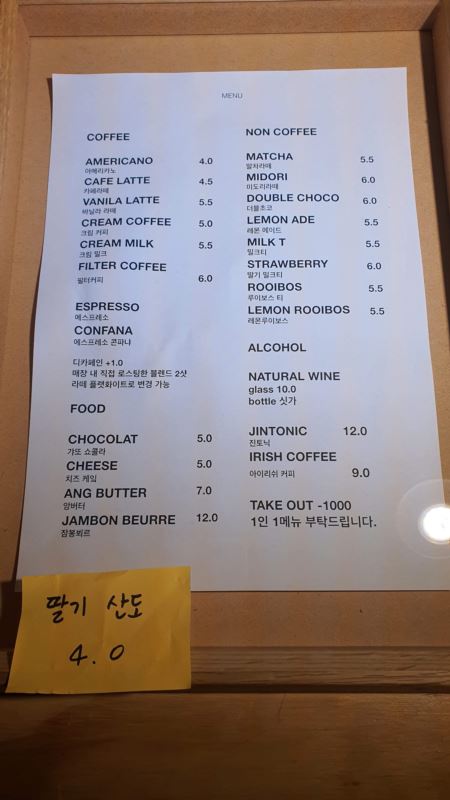 MENU
COFFEE
AMERICANO 4.0
아메리카노
CAFE LATTE 4.5
카페라떼
VANILA LATTE 5.5
바닐라 라떼
CREAM COFFEE 5.0
크림 커피
CREAM MILK 5.5
크림 밀크
FILTER COFFEE
필터커피 6.0
ESPRESSO
에스프레소
CONFANA
에스프레소 콘파냐
디카페인 +1.0
매장 내 직접 로스팅한 블렌드 2샷
라떼 플랫화이트로 변경 가능
FOOD
CHOCOLAT 5.0
갸또 쇼콜라
CHEESE 5.0
치즈 케잌
ANG BUTTER 7.0
앙버터
JAMBON BEURRE 12.0
잠봉뵈르
NON COFFEE
MATCHA 5.5
말차라떼
MIDORI 6.0
미도리라떼
DOUBLE CHOCO 6.0
더블초코
LEMON ADE 5.5
레몬 에이드
MILK T 5.5
밀크티
STRAWBERRY 6.0
딸기 밀크티
ROOIBOS 5.5
루이보스 티
LEMON ROOIBOS 5.5
레몬루이보스
ALCOHOL
NATURAL WINE
glass 10.0
bottle 싯가
JINTONIC 12.0
진토닉
IRISH COFFEE
아이리쉬 커피 9.0
TAKE OUT -1000
1인 1메뉴 부탁드립니다.
딸기 산도
4.0